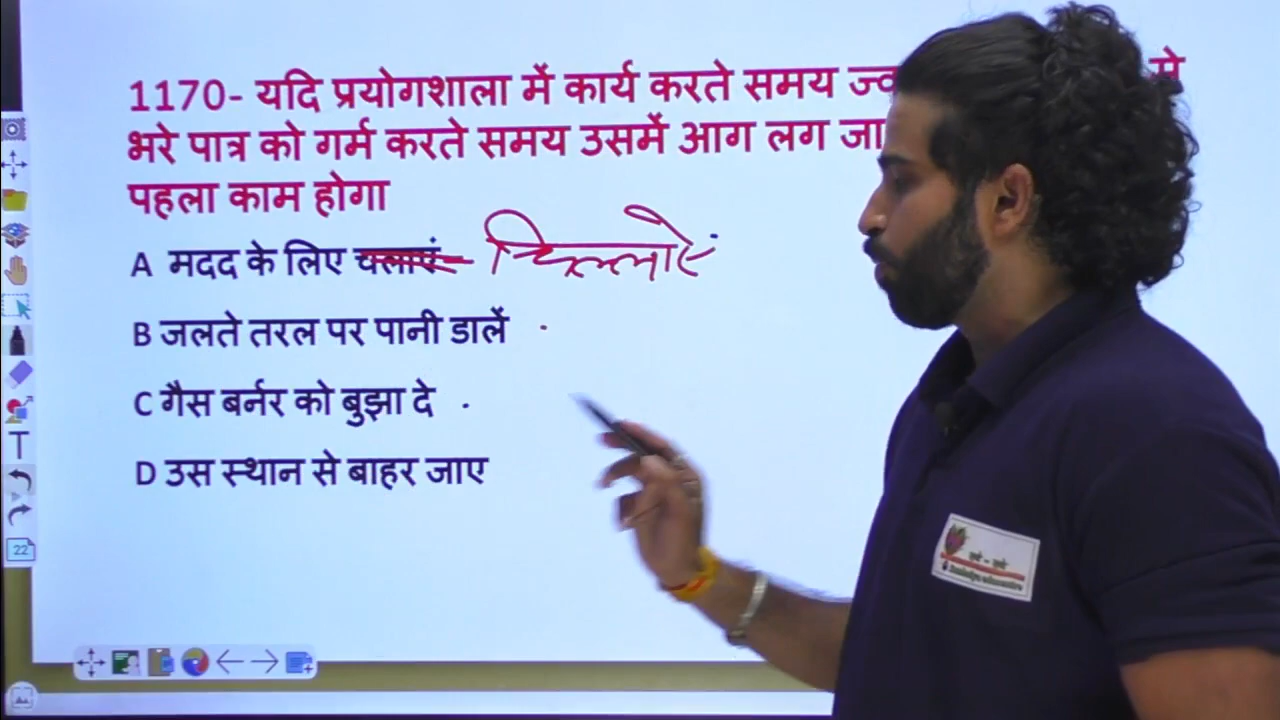 1170- यदि प्रयोगशाला में कार्य करते समय से
भरे पात्र को गर्म करते समय उसमें आग लग
पहला काम होगा
A मदद के लिए चलाएं चिल्लाएं
B जलते तरल पर पानी डालें
C गैस बर्नर को बुझा दे
D उस स्थान से बाहर जाए
22